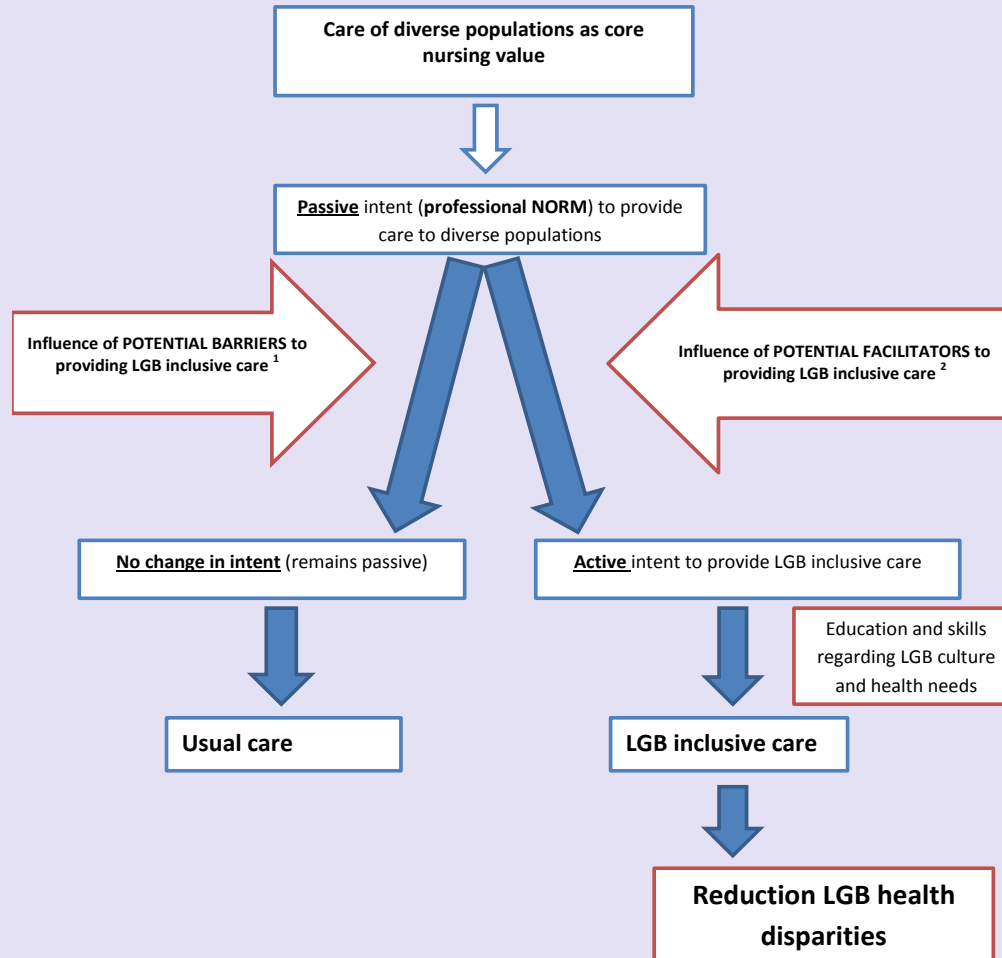 Care of diverse populations as core
nursing value
Passive intent (professional NORM) to provide
care to diverse populations
Influence of POTENTIAL BARRIERS to
providing LGB inclusive care 1
Influence of POTENTIAL FACILITATORS to
providing LGB inclusive care 2
No change in intent (remains passive)
Active intent to provide LGB inclusive care
Education and skills
regarding LGB culture
and health needs
Usual care
LGB inclusive care
Reduction LGB health
disparities